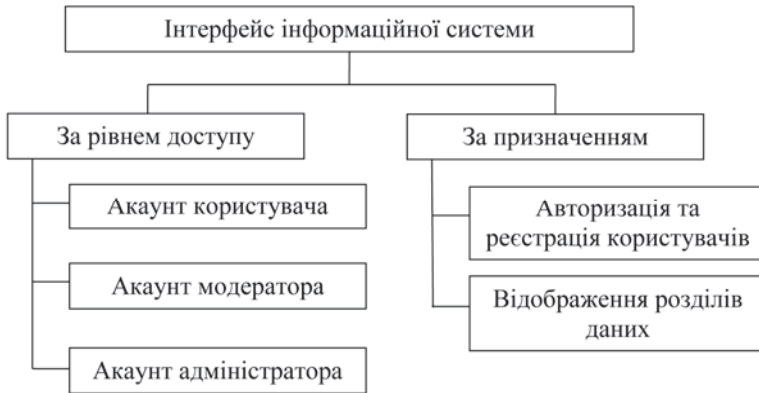 Інтерфейс інформаційної системи
За рівнем доступу
Акаунт користувача
Акаунт модератора
Акаунт адміністратора
За призначенням
Авторизація та
реєстрація користувачів
Відображення розділів
даних